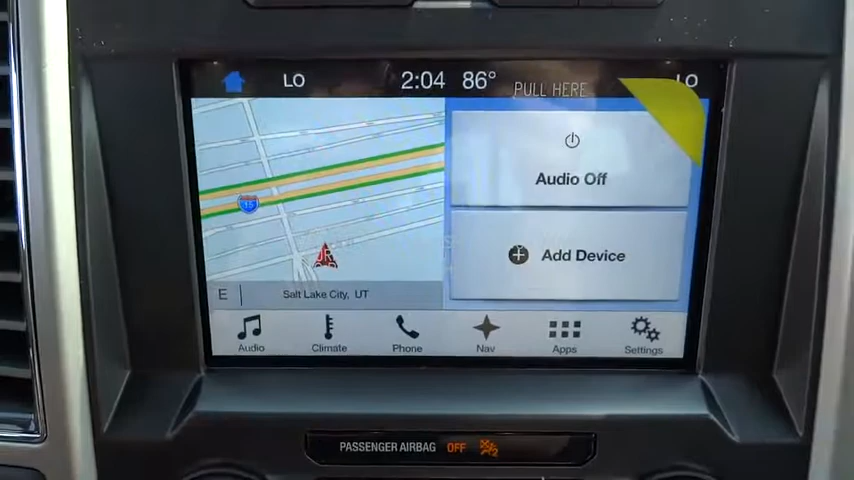 LO 2:04 86° PULL HERE LO
Audio Off
15
Add Device
E Salt Lake City, UT
Audio Climate Phone Nav Apps Settings
PASSENGER AIRBAG OFF